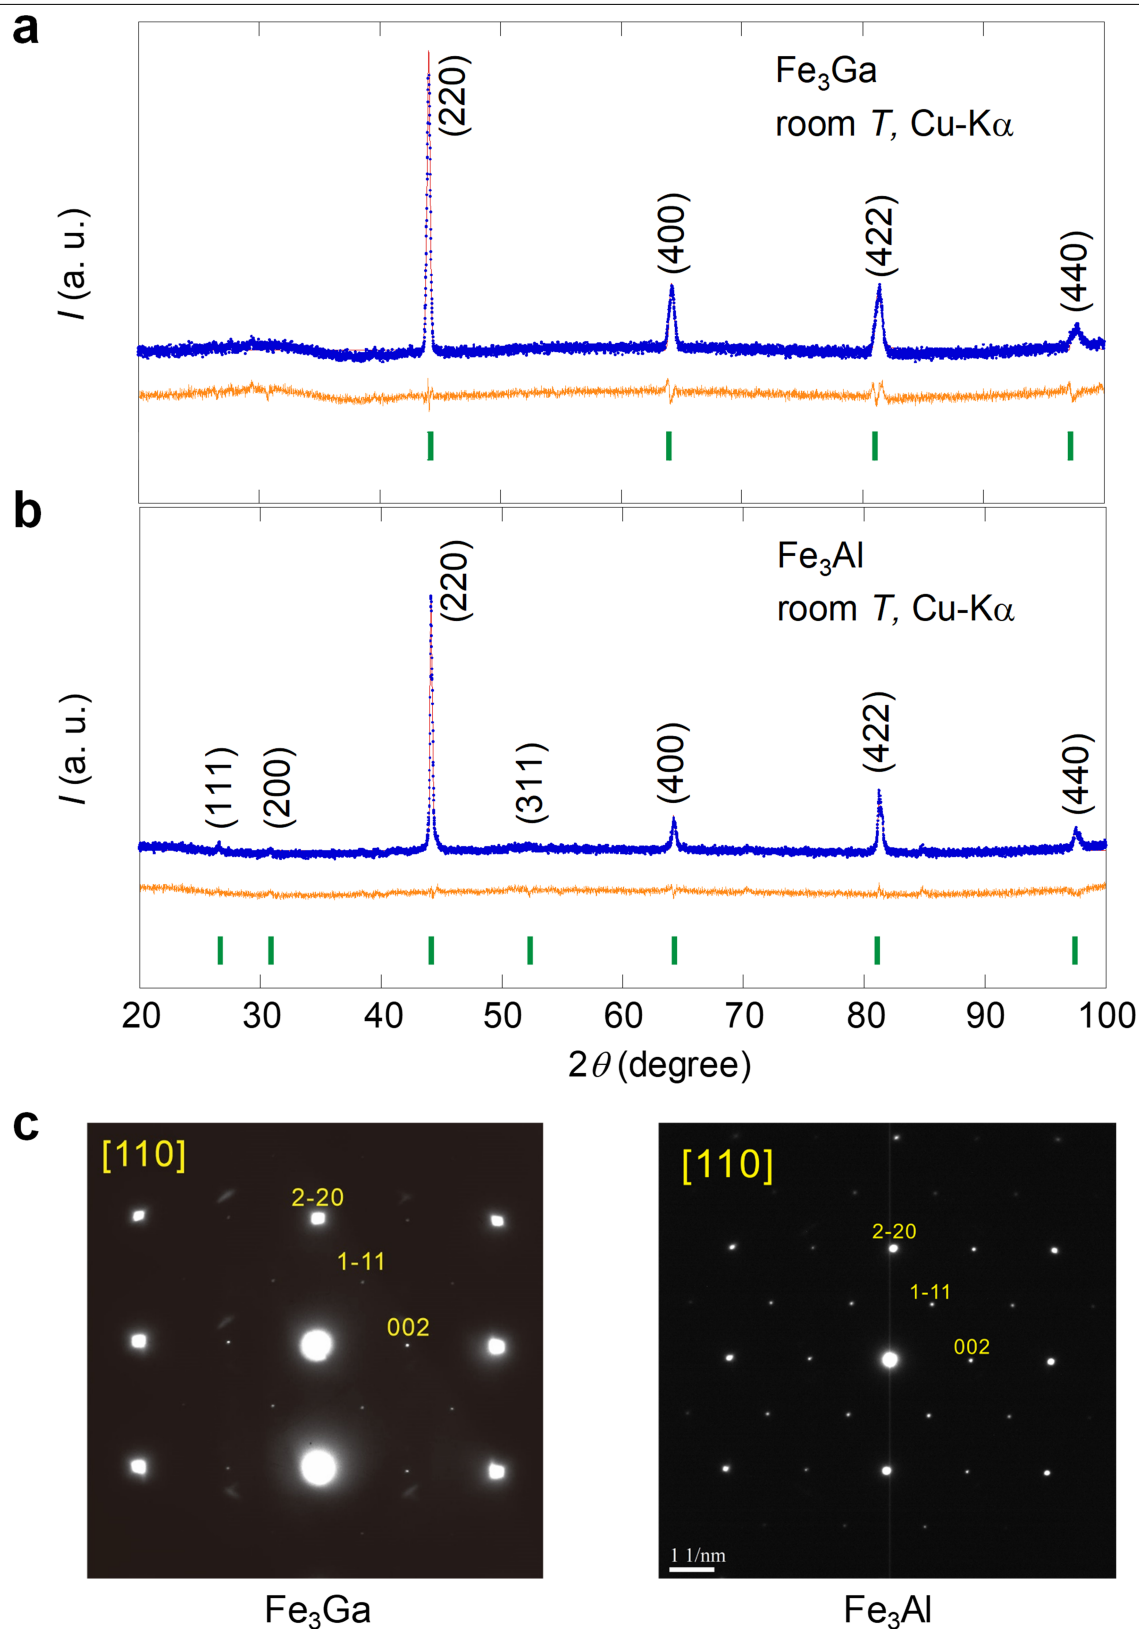 a
Fe₃Ga
room T, Cu-Kα
I (a. u.)
(220)
(400)
(422)
(440)
b
Fe₃Al
room T, Cu-Kα
I (a. u.)
(111)
(200)
(220)
(311)
(400)
(422)
(440)
20 30 40 50 60 70 80 90 100
2θ (degree)
c
[110]
2-20
1-11
002
Fe₃Ga
[110]
2-20
1-11
002
1 1/nm
Fe₃Al